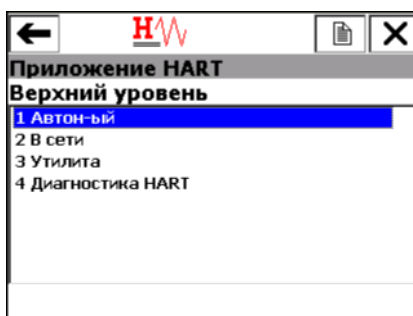 H
Приложение HART
Верхний уровень
1 Автон-ый
2 В сети
3 Утилита
4 Диагностика HART